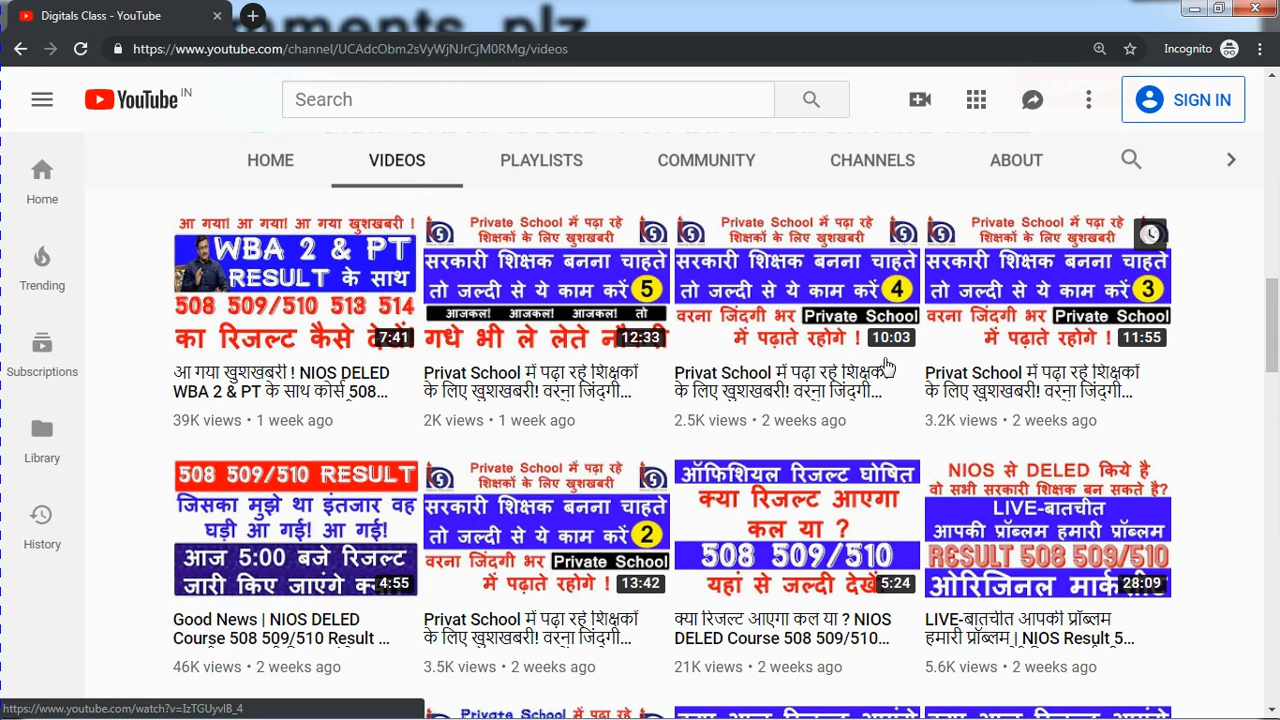 nments plz
Digitals Class - YouTube
https://www.youtube.com/channel/UCAdcObm2sVyWjNJrCjM0RMg/videos
Incognito
YouTube IN
Search
SIGN IN
HOME VIDEOS PLAYLISTS COMMUNITY CHANNELS ABOUT
Home
Trending
Subscriptions
Library
History
आ गया! आ गया! आ गया खुशखबरी !
WBA 2 & PT
RESULT के साथ
508 509/510 513 514
का रिजल्ट कैसे देखें
7:41
आ गया खुशखबरी ! NIOS DELED
WBA 2 & PT के साथ कोर्स 508...
39K views • 1 week ago
Private School में पढ़ा रहे
शिक्षकों के लिए खुशखबरी
सरकारी शिक्षक बनना चाहते
तो जल्दी से ये काम करें 5
आजकल! आजकल! आजकल! तो
गधे भी ले लेते नौकरी
12:33
Privat School में पढ़ा रहे शिक्षकों
के लिए खुशखबरी! वरना जिंदगी...
2K views • 1 week ago
Private School में पढ़ा रहे
शिक्षकों के लिए खुशखबरी
सरकारी शिक्षक बनना चाहते
तो जल्दी से ये काम करें 4
वरना जिंदगी भर Private School
में पढ़ाते रहोगे !
10:03
Privat School में पढ़ा रहे शिक्षक
के लिए खुशखबरी! वरना जिंदगी...
2.5K views • 2 weeks ago
Private School में पढ़ा रहे
शिक्षकों के लिए खुशखबरी
सरकारी शिक्षक बनना चाहते
तो जल्दी से ये काम करें 3
वरना जिंदगी भर Private School
में पढ़ाते रहोगे !
11:55
Privat School में पढ़ा रहे शिक्षकों
के लिए खुशखबरी! वरना जिंदगी...
3.2K views • 2 weeks ago
508 509/510 RESULT
जिसका मुझे था इंतजार वह
घड़ी आ गई! आ गई!
आज 5:00 बजे रिजल्ट
जारी किए जाएंगे
4:55
Good News | NIOS DELED
Course 508 509/510 Result ...
46K views • 2 weeks ago
Private School में पढ़ा रहे
शिक्षकों के लिए खुशखबरी
सरकारी शिक्षक बनना चाहते
तो जल्दी से ये काम करें 2
वरना जिंदगी भर Private School
में पढ़ाते रहोगे !
13:42
Privat School में पढ़ा रहे शिक्षकों
के लिए खुशखबरी! वरना जिंदगी...
3.5K views • 2 weeks ago
ऑफिशियल रिजल्ट घोषित
क्या रिजल्ट आएगा
कल या ?
508 509/510
यहां से जल्दी देखें
5:24
क्या रिजल्ट आएगा कल या ? NIOS
DELED Course 508 509/510...
21K views • 2 weeks ago
NIOS से DELED किये है
वो सभी सरकारी शिक्षक बन सकते है?
LIVE-बातचीत
आपकी प्रॉब्लम हमारी प्रॉब्लम
RESULT 508 509/510
ओरिजिनल मार्कशीट
28:09
LIVE-बातचीत आपकी प्रॉब्लम
हमारी प्रॉब्लम | NIOS Result 5...
5.6K views • 2 weeks ago
https://www.youtube.com/watch?v=IzTGUyvlB_4